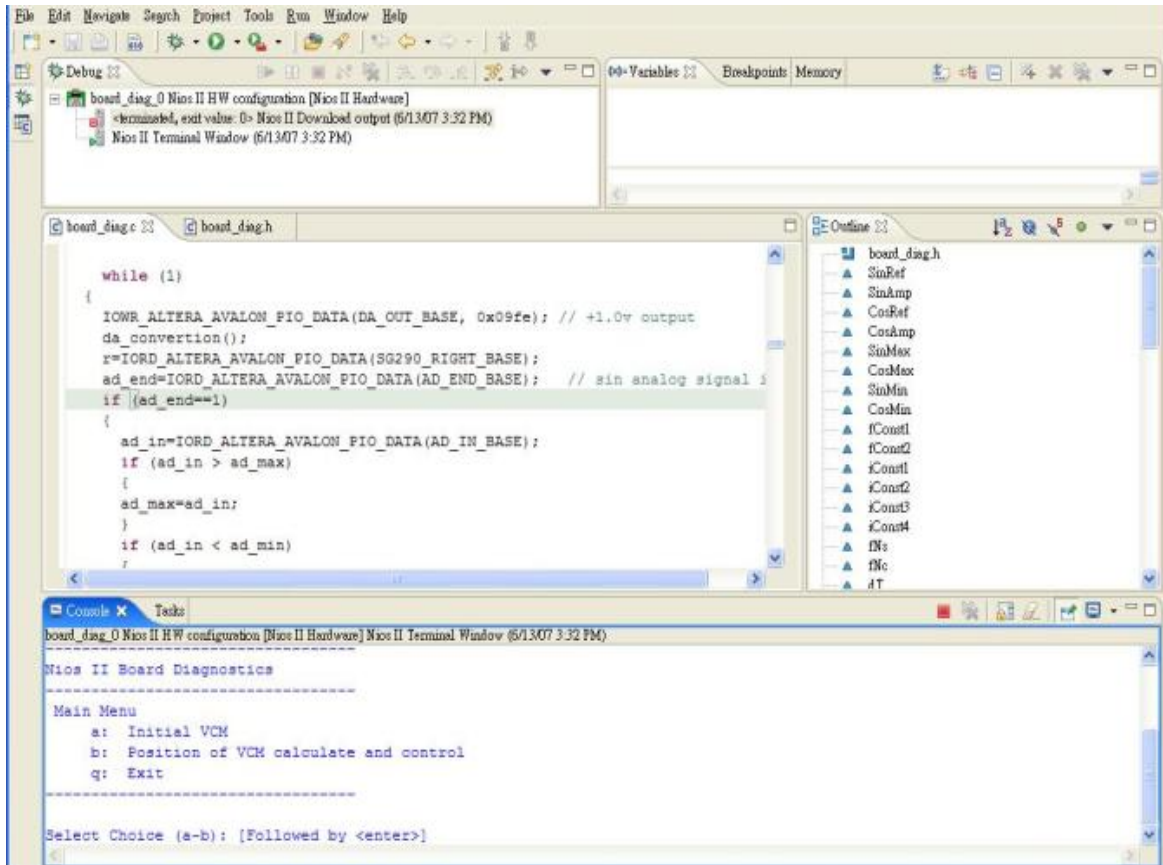 File Edit Navigate Search Project Tools Run Window Help
Debug
board_diag_0 Nios II HW configuration [Nios II Hardware]
<terminated, exit value: 0> Nios II Download output (6/13/07 3:32 PM)
Nios II Terminal Window (6/13/07 3:32 PM)
(x)= Variables Breakpoints Memory
board_diag.c board_diag.h
while (1)
{
IOWR_ALTERA_AVALON_PIO_DATA(DA_OUT_BASE, 0x09fe); // +1.0v output
da_convertion();
r=IORD_ALTERA_AVALON_PIO_DATA(SG290_RIGHT_BASE);
ad_end=IORD_ALTERA_AVALON_PIO_DATA(AD_END_BASE); // sin analog signal i
if (ad_end==1)
{
ad_in=IORD_ALTERA_AVALON_PIO_DATA(AD_IN_BASE);
if (ad_in > ad_max)
{
ad_max=ad_in;
}
if (ad_in < ad_min)
Outline
board_diag.h
SinRef
SinAmp
CosRef
CosAmp
SinMax
CosMax
SinMin
CosMin
fConst1
fConst2
iConst1
iConst2
iConst3
iConst4
fNs
fNc
dT
Console Tasks
board_diag_0 Nios II HW configuration [Nios II Hardware] Nios II Terminal Window (6/13/07 3:32 PM)
----------------------------------
Nios II Board Diagnostics
----------------------------------
Main Menu
a: Initial VCM
b: Position of VCM calculate and control
q: Exit
----------------------------------
Select Choice (a-b): [Followed by <enter>]